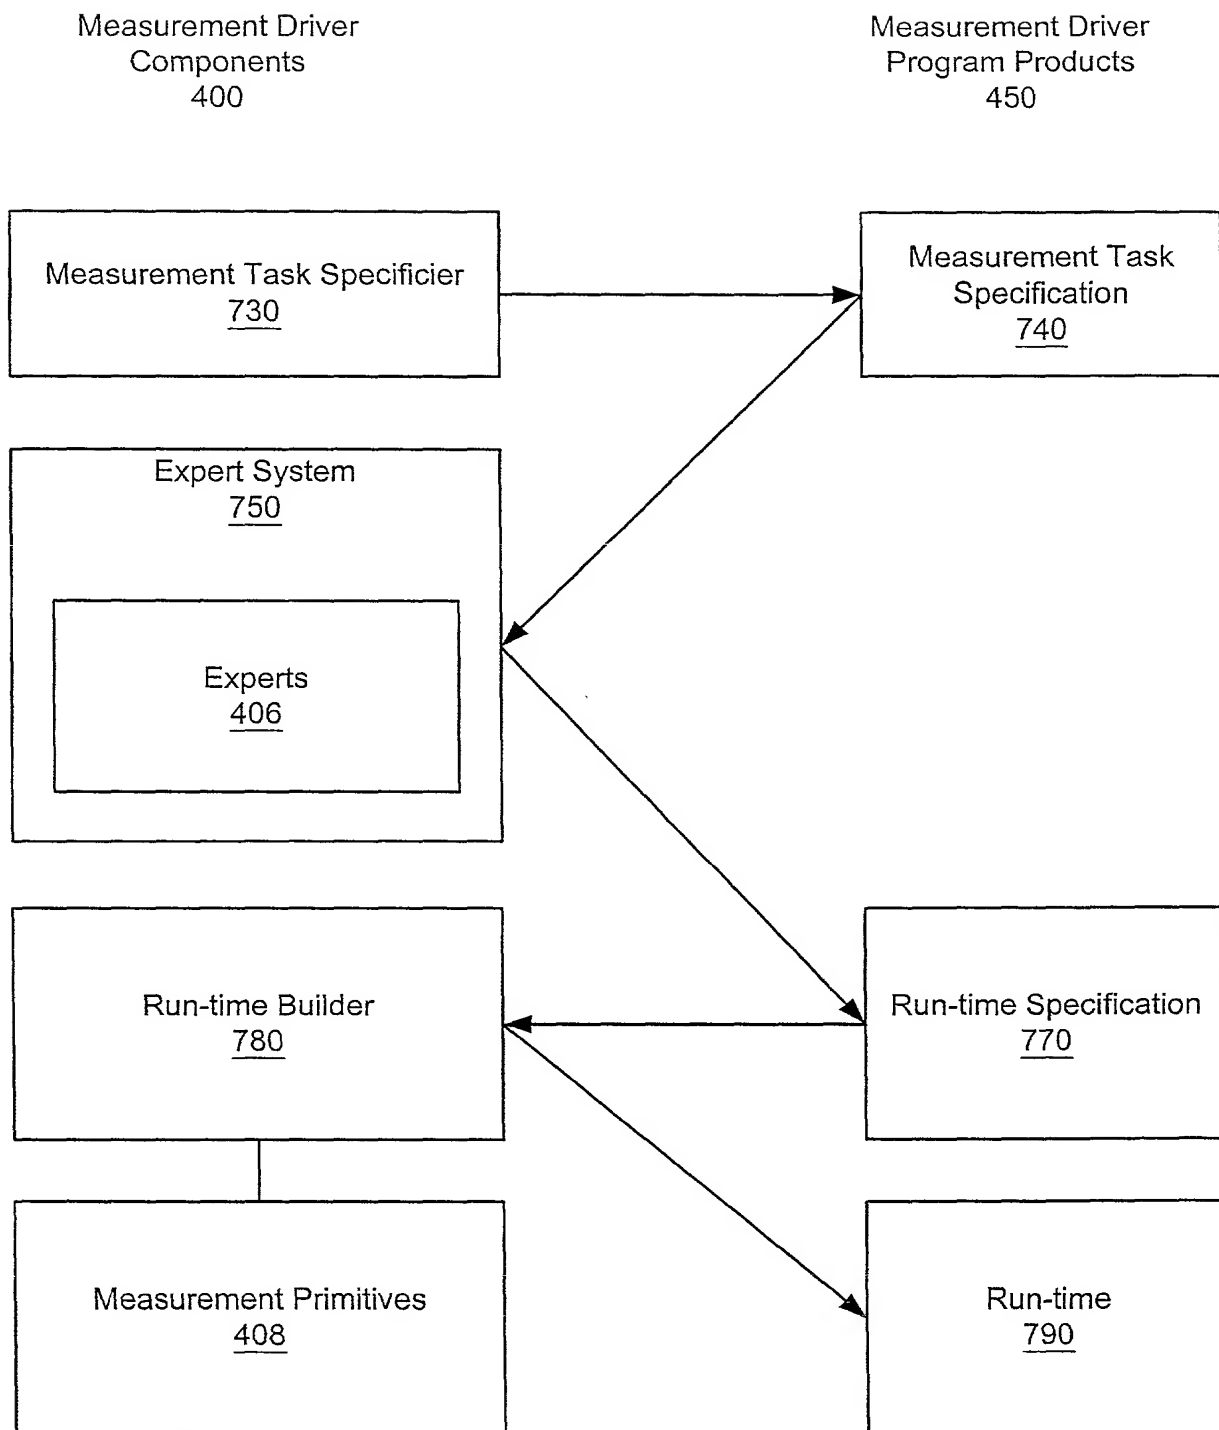 Measurement Driver
Components
400
Measurement Driver
Program Products
450
Measurement Task Specificier
730
Measurement Task
Specification
740
Expert System
750
Experts
406
Run-time Builder
780
Run-time Specification
770
Measurement Primitives
408
Run-time
790